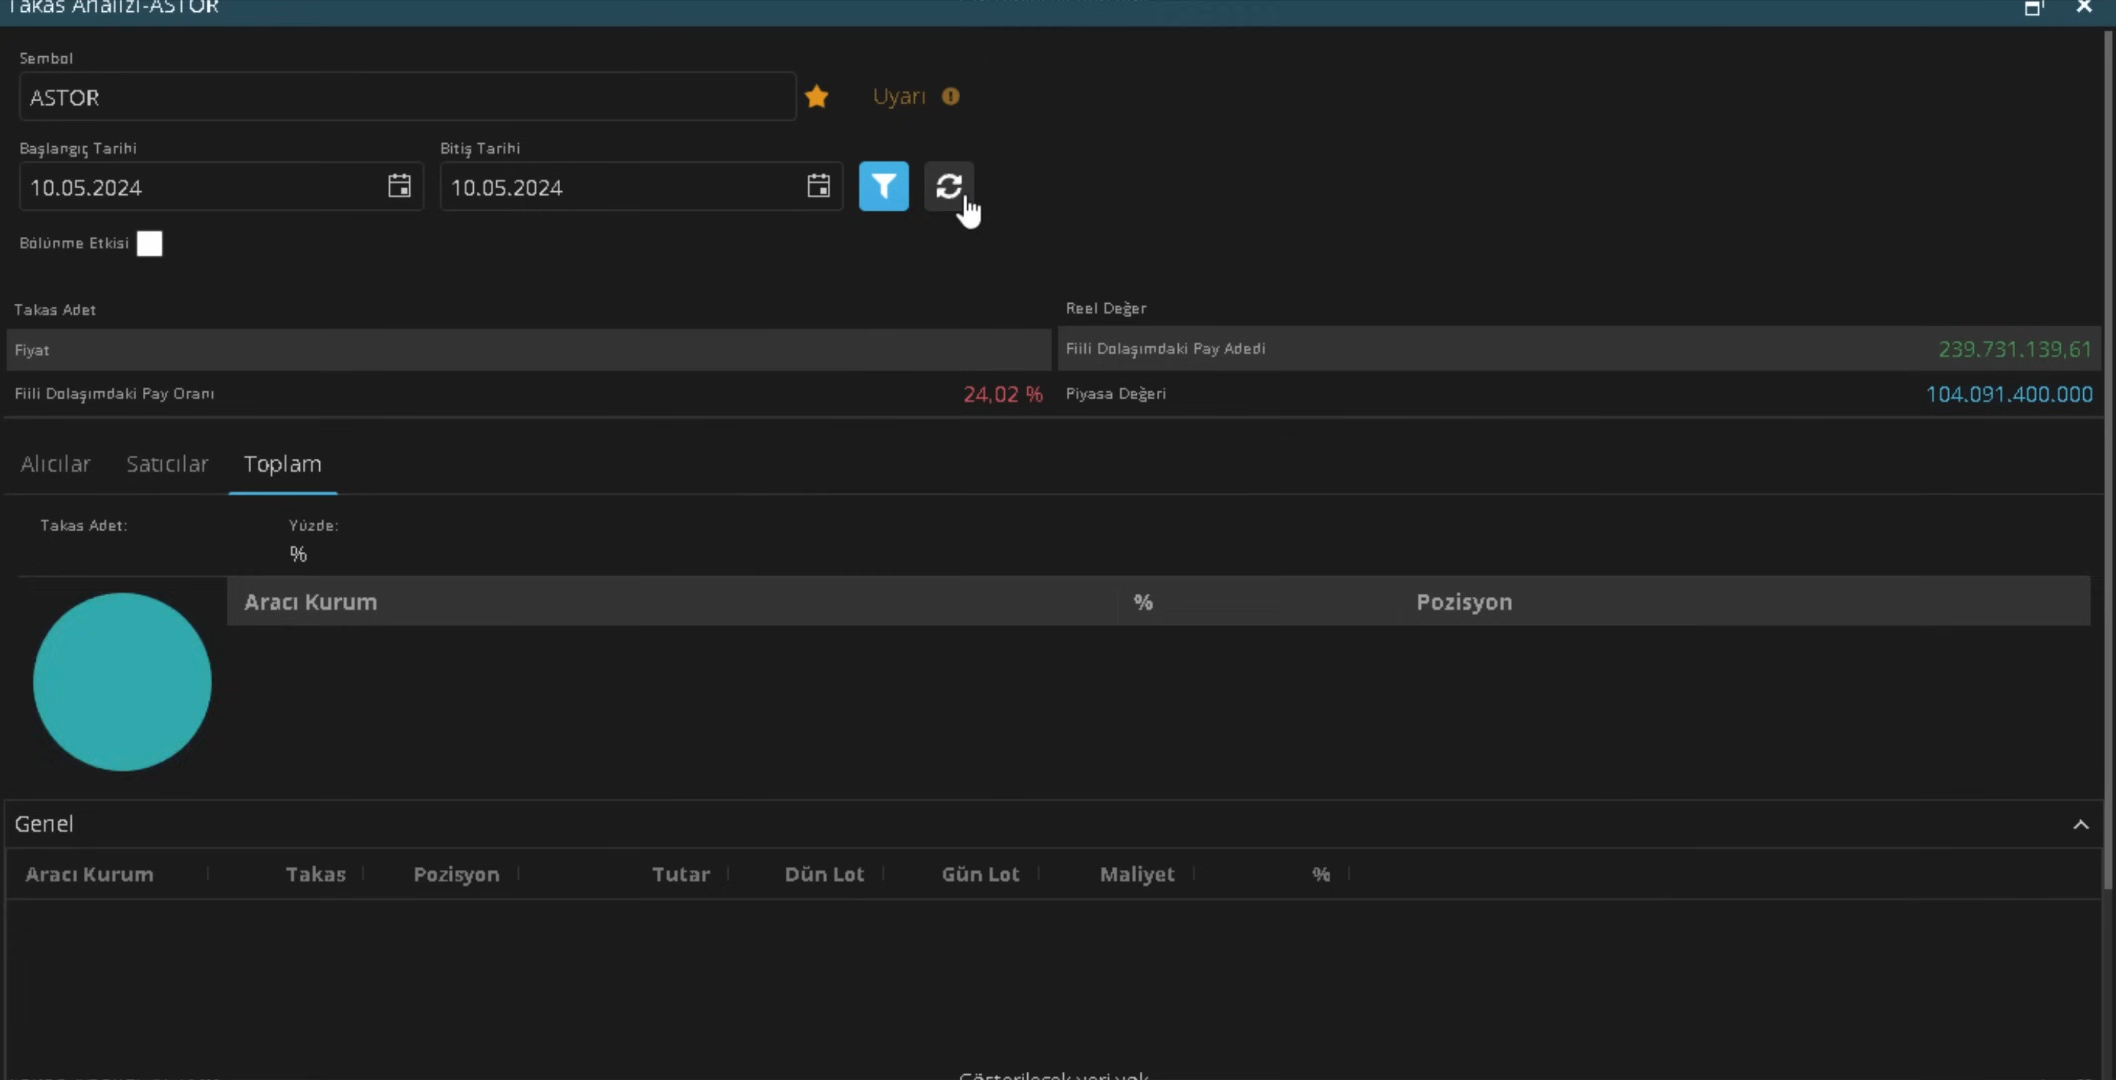 Takas Analizi-ASTOR
Sembol
ASTOR
Uyarı
Başlangıç Tarihi
Bitiş Tarihi
10.05.2024
10.05.2024
Bölünme Etkisi
Takas Adet
Reel Değer
Fiyat
Fiili Dolaşımdaki Pay Adedi
239.731.139,61
Fiili Dolaşımdaki Pay Oranı
24,02 %
Piyasa Değeri
104.091.400.000
Alıcılar
Satıcılar
Toplam
Takas Adet:
Yüzde:
%
Aracı Kurum
%
Pozisyon
Genel
Aracı Kurum
Takas
Pozisyon
Tutar
Dün Lot
Gün Lot
Maliyet
%
Gösterilecek veri yok